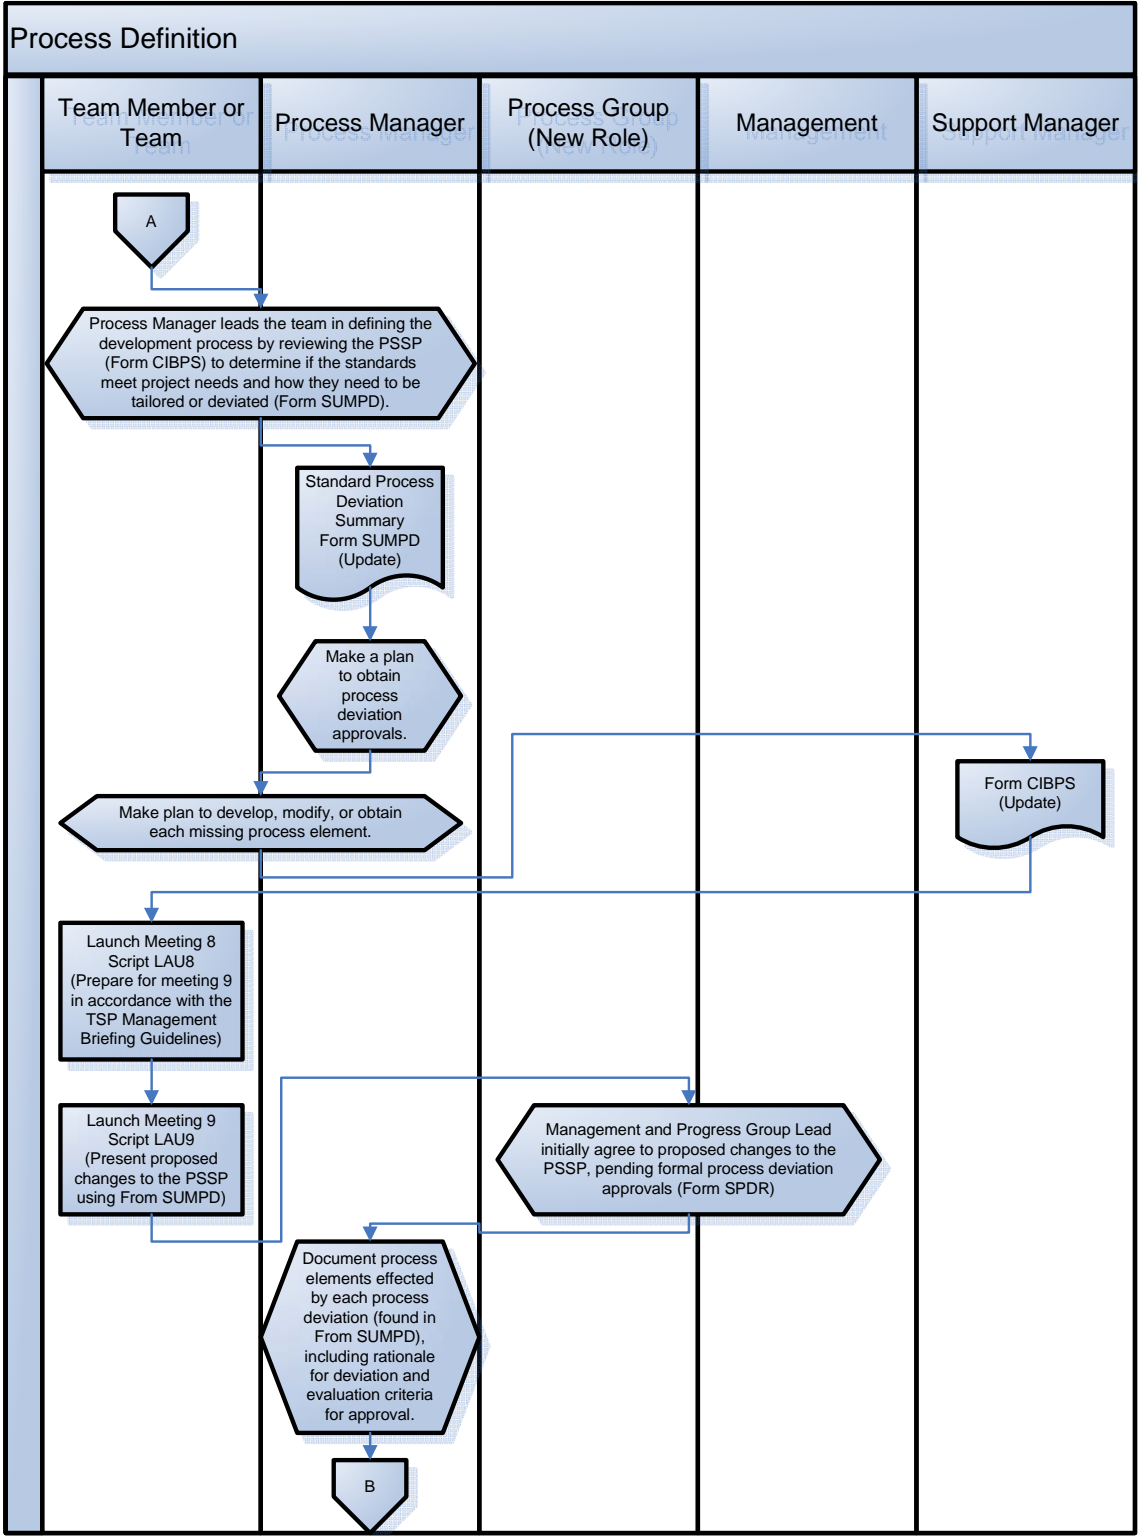 Process Definition
Team Member or
Team
Process Manager
Process Group
(New Role)
Management
Support Manager
A
Process Manager leads the team in defining the
development process by reviewing the PSSP
(Form CIBPS) to determine if the standards
meet project needs and how they need to be
tailored or deviated (Form SUMPD).
Standard Process
Deviation
Summary
Form SUMPD
(Update)
Make a plan
to obtain
process
deviation
approvals.
Form CIBPS
(Update)
Make plan to develop, modify, or obtain
each missing process element.
Launch Meeting 8
Script LAU8
(Prepare for meeting 9
in accordance with the
TSP Management
Briefing Guidelines)
Launch Meeting 9
Script LAU9
(Present proposed
changes to the PSSP
using From SUMPD)
Management and Progress Group Lead
initially agree to proposed changes to the
PSSP, pending formal process deviation
approvals (Form SPDR)
Document process
elements effected
by each process
deviation (found in
From SUMPD),
including rationale
for deviation and
evaluation criteria
for approval.
B